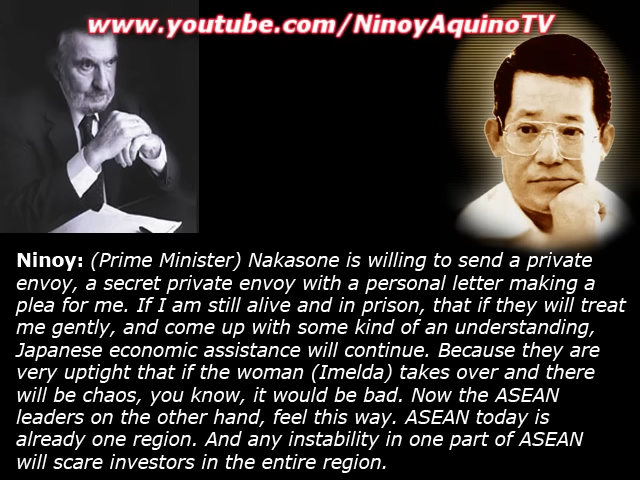 www.youtube.com/NinoyAquinoTV
Ninoy: (Prime Minister) Nakasone is willing to send a private
envoy, a secret private envoy with a personal letter making a
plea for me. If I am still alive and in prison, that if they will treat
me gently, and come up with some kind of an understanding,
Japanese economic assistance will continue. Because they are
very uptight that if the woman (Imelda) takes over and there
will be chaos, you know, it would be bad. Now the ASEAN
leaders on the other hand, feel this way. ASEAN today is
already one region. And any instability in one part of ASEAN
will scare investors in the entire region.